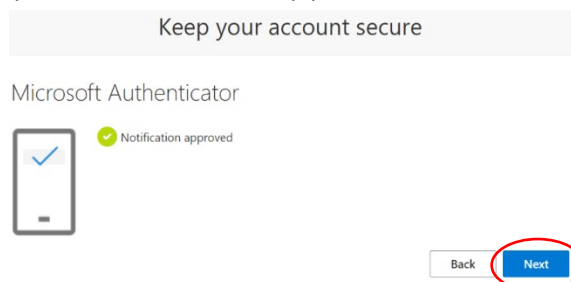 Keep your account secure
Microsoft Authenticator
Notification approved
Back
Next